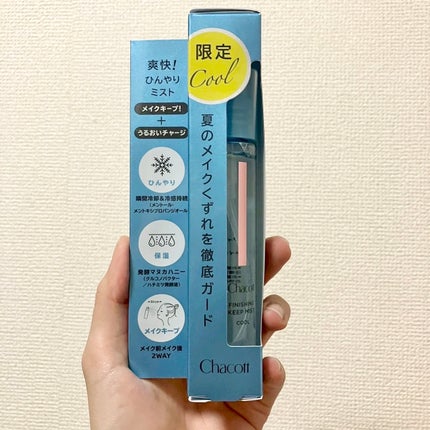 爽快!
ひんやり
ミスト
メイクキープ!
+
うるおいチャージ
ひんやり
瞬間冷却&冷感持続
(メントール・
メントキシプロパンジオール)
保湿
発酵マヌカハニー
(グルコノバクター
/ハチミツ発酵液)
メイクキープ
メイク前メイク後
2WAY
限定
Cool
夏のメイクくずれを徹底ガード
Chacott
Chacott
FINISHING
KEEP MIST
COOL